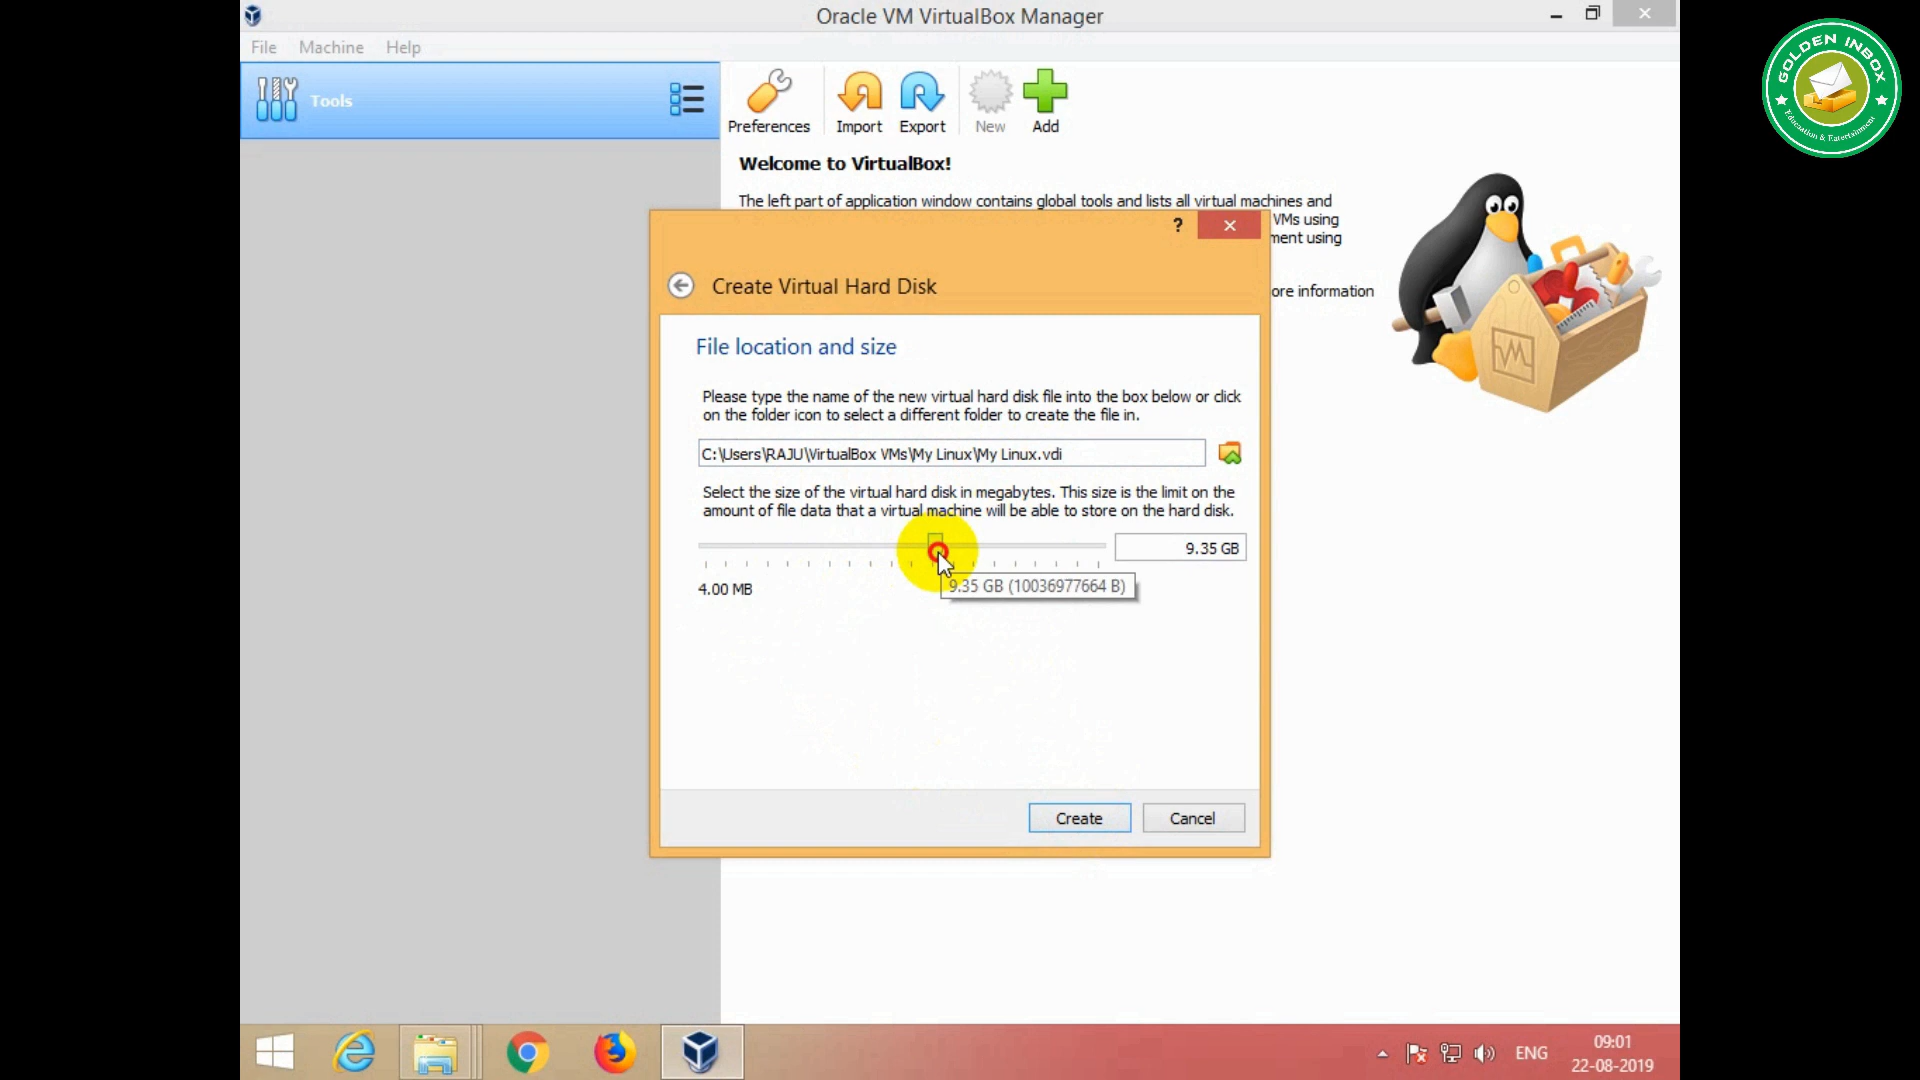 Oracle VM VirtualBox Manager
File Machine Help
Tools
Preferences Import Export New Add
Welcome to VirtualBox!
The left part of application window contains global tools and lists all virtual machines and
VMs using
ment using
ore information
? 
Create Virtual Hard Disk
File location and size
Please type the name of the new virtual hard disk file into the box below or click
on the folder icon to select a different folder to create the file in.
C:\Users\RAJU\VirtualBox VMs\My Linux\My Linux.vdi
Select the size of the virtual hard disk in megabytes. This size is the limit on the
amount of file data that a virtual machine will be able to store on the hard disk.
9.35 GB
4.00 MB
9.35 GB (10036977664 B)
Create Cancel
ENG
09:01
22-08-2019
GOLDEN INBOX
Education & Entertainment